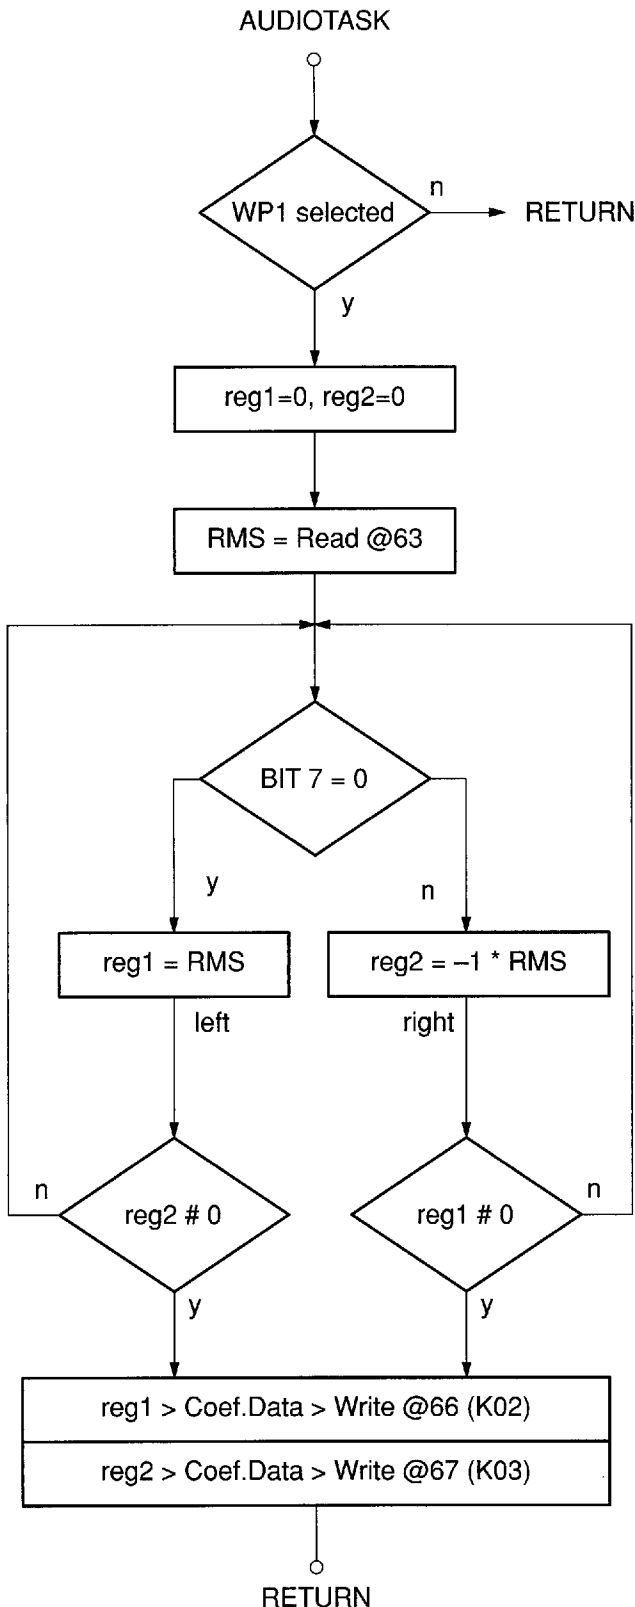 AUDIOTASK
n
WP1 selected
RETURN
y
reg1=0, reg2=0
RMS = Read @63
BIT 7 = 0
y
n
reg1 = RMS
reg2 = –1 * RMS
left
right
n
reg2 # 0
reg1 # 0
n
y
y
reg1 > Coef.Data > Write @66 (K02)
reg2 > Coef.Data > Write @67 (K03)
RETURN